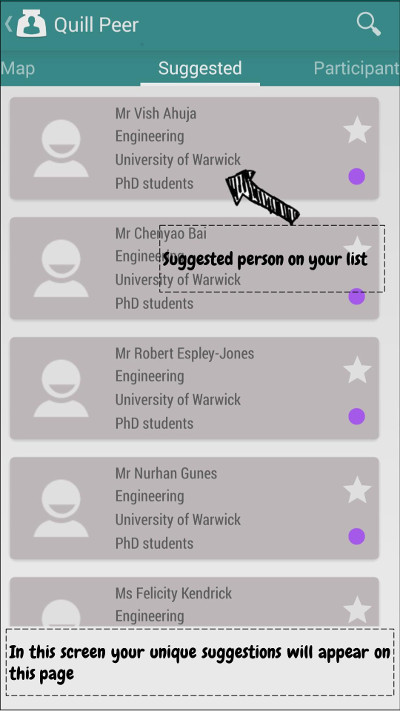 Quill Peer
Map Suggested Participant
Mr Vish Ahuja
Engineering
University of Warwick
PhD students
Mr Chenyao Bai
Engineering
Suggested person on your list
University of Warwick
PhD students
Mr Robert Espley-Jones
Engineering
University of Warwick
PhD students
Mr Nurhan Gunes
Engineering
University of Warwick
PhD students
Ms Felicity Kendrick
Engineering
In this screen your unique suggestions will appear on
this page